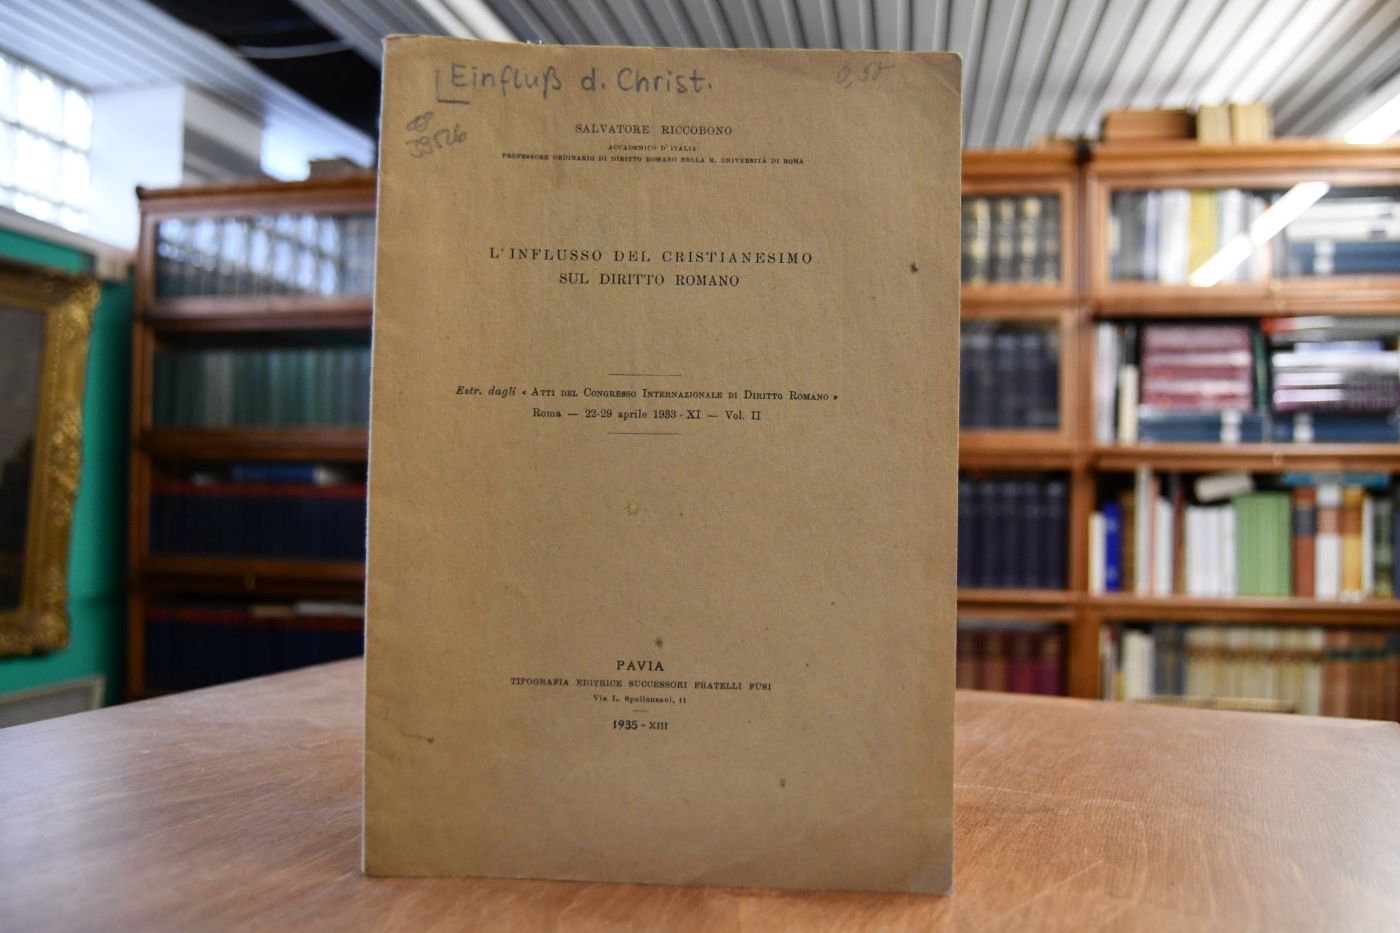 Einfluß d. Christ.
39526
SALVATORE RICCOBONO
ACCADEMICO D'ITALIA
PROFESSORE ORDINARIO DI DIRITTO ROMANO NELLA R. UNIVERSITÀ DI ROMA
L'INFLUSSO DEL CRISTIANESIMO
SUL DIRITTO ROMANO
Estr. dagli « ATTI DEL CONGRESSO INTERNAZIONALE DI DIRITTO ROMANO »
Roma — 22-29 aprile 1933 - XI — Vol. II
PAVIA
TIPOGRAFIA EDITRICE SUCCESSORI FRATELLI FUSI
Via L. Spallanzani, 11
1935 - XIII